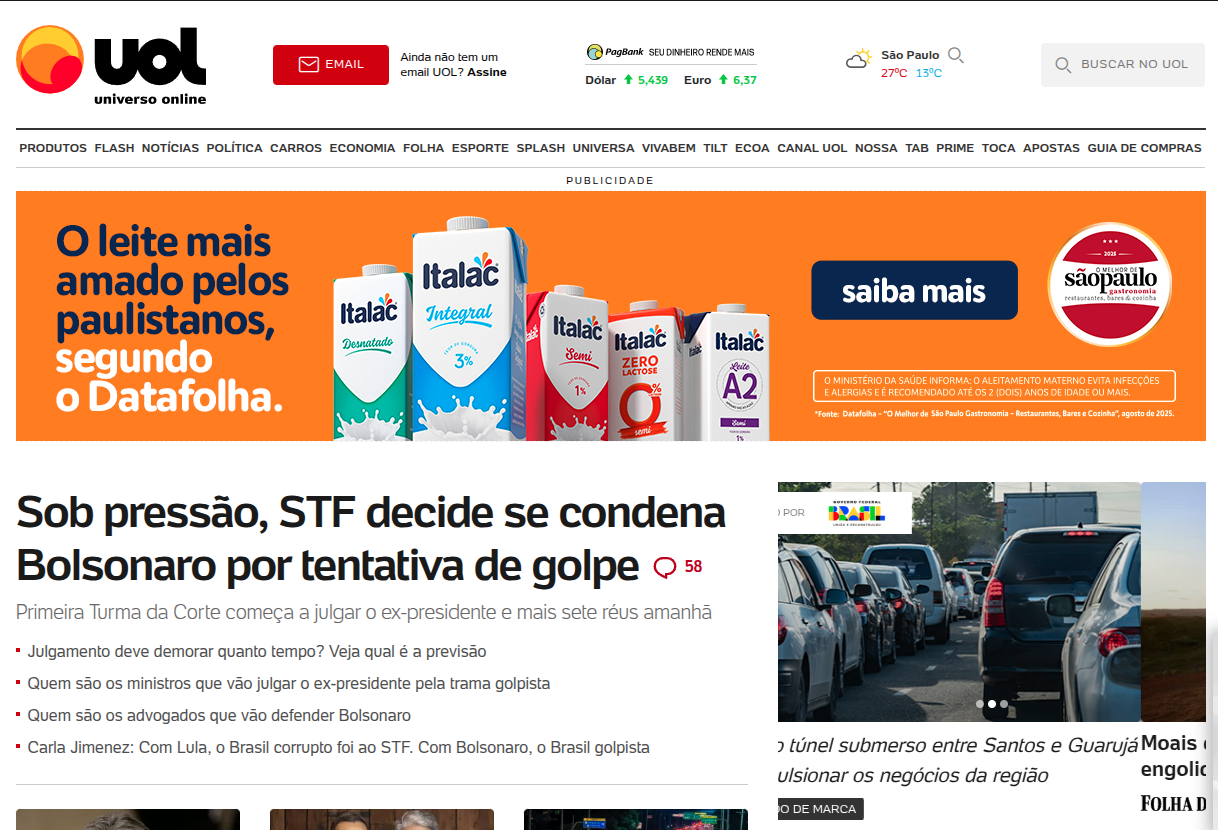 uol
universo online
EMAIL
Ainda não tem um
email UOL? Assine
PagBank SEU DINHEIRO RENDE MAIS
Dólar 5,439 Euro 6,37
São Paulo
27ºC 13ºC
BUSCAR NO UOL
PRODUTOS FLASH NOTÍCIAS POLÍTICA CARROS ECONOMIA FOLHA ESPORTE SPLASH UNIVERSA VIVABEM TILT ECOA CANAL UOL NOSSA TAB PRIME TOCA APOSTAS GUIA DE COMPRAS
PUBLICIDADE
O leite mais
amado pelos
paulistanos,
segundo
o Datafolha.
Italac
Desnatado
Italac
Integral
3%
Italac
Semi
1%
Italac
ZERO
LACTOSE
0%
semi
Italac
Italac
Leite
A2
Semi
1%
saiba mais
2025
O MELHOR DE
sãopaulo
gastronomia
restaurantes, bares & cozinha
O MINISTÉRIO DA SAÚDE INFORMA: O ALEITAMENTO MATERNO EVITA INFECÇÕES
E ALERGIAS E É RECOMENDADO ATÉ OS 2 (DOIS) ANOS DE IDADE OU MAIS.
*Fonte: Datafolha – "O Melhor de São Paulo Gastronomia – Restaurantes, Bares e Cozinha", agosto de 2025.
Sob pressão, STF decide se condena
Bolsonaro por tentativa de golpe 58
Primeira Turma da Corte começa a julgar o ex-presidente e mais sete réus amanhã
Julgamento deve demorar quanto tempo? Veja qual é a previsão
Quem são os ministros que vão julgar o ex-presidente pela trama golpista
Quem são os advogados que vão defender Bolsonaro
Carla Jimenez: Com Lula, o Brasil corrupto foi ao STF. Com Bolsonaro, o Brasil golpista
O POR
GOVERNO FEDERAL
BRASIL
UNIÃO E RECONSTRUÇÃO
o túnel submerso entre Santos e Guarujá
ulsionar os negócios da região
DO DE MARCA
Moais
engolid
FOLHA D